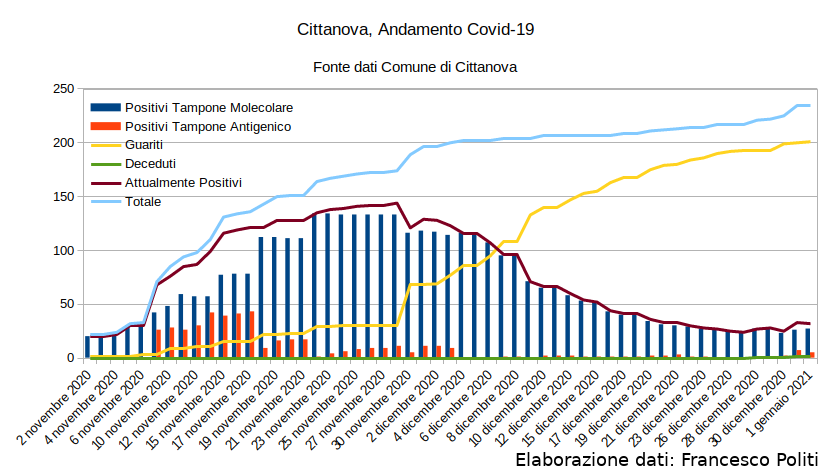 Cittanova, Andamento Covid-19
Fonte dati Comune di Cittanova
250
200
150
100
50
0
Positivi Tampone Molecolare
Positivi Tampone Antigenico
Guariti
Deceduti
Attualmente Positivi
Totale
2 novembre 2020
4 novembre 2020
6 novembre 2020
10 novembre 2020
12 novembre 2020
15 novembre 2020
17 novembre 2020
19 novembre 2020
21 novembre 2020
23 novembre 2020
25 novembre 2020
27 novembre 2020
30 novembre 2020
2 dicembre 2020
4 dicembre 2020
6 dicembre 2020
8 dicembre 2020
10 dicembre 2020
12 dicembre 2020
15 dicembre 2020
17 dicembre 2020
19 dicembre 2020
21 dicembre 2020
23 dicembre 2020
26 dicembre 2020
28 dicembre 2020
30 dicembre 2020
1 gennaio 2021
Elaborazione dati: Francesco Politi